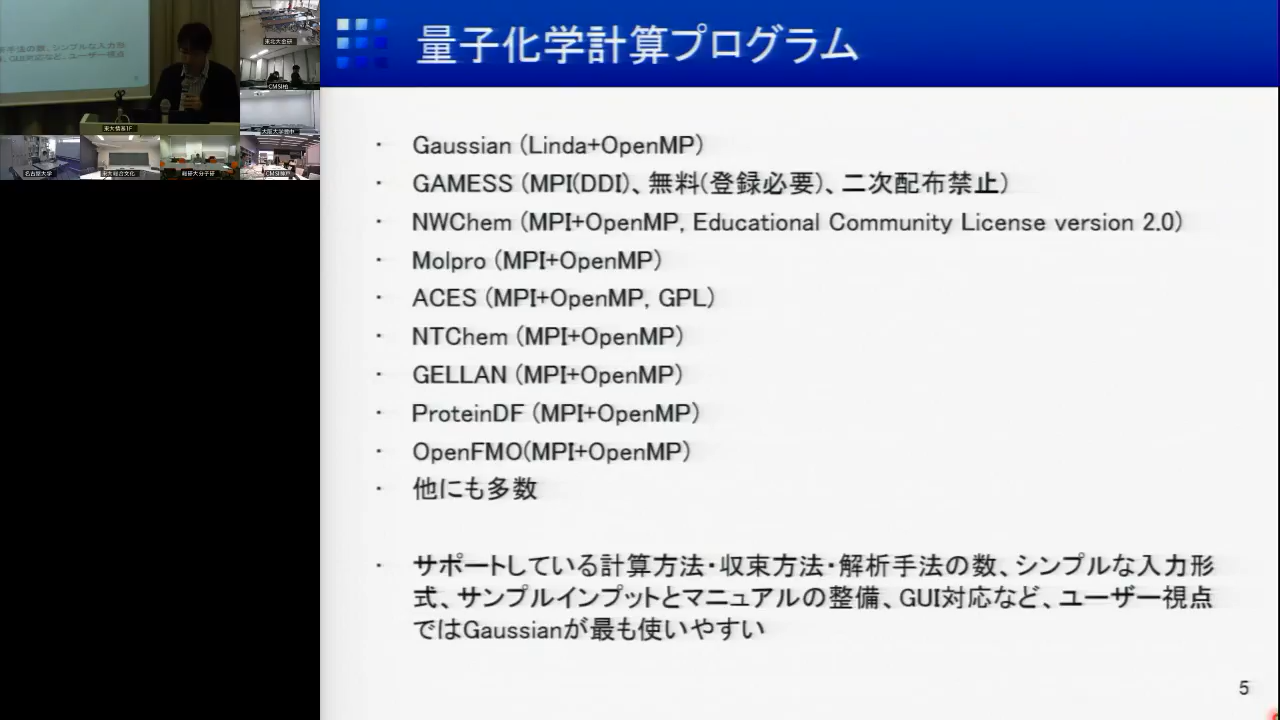 量子化学計算プログラム
・ Gaussian (Linda+OpenMP)
・ GAMESS (MPI(DDI)、無料(登録必要)、二次配布禁止)
・ NWChem (MPI+OpenMP, Educational Community License version 2.0)
・ Molpro (MPI+OpenMP)
・ ACES (MPI+OpenMP, GPL)
・ NTChem (MPI+OpenMP)
・ GELLAN (MPI+OpenMP)
・ ProteinDF (MPI+OpenMP)
・ OpenFMO(MPI+OpenMP)
・ 他にも多数
・ サポートしている計算方法・収束方法・解析手法の数、シンプルな入力形
式、サンプルインプットとマニュアルの整備、GUI対応など、ユーザー視点
ではGaussianが最も使いやすい
5
名古屋大学